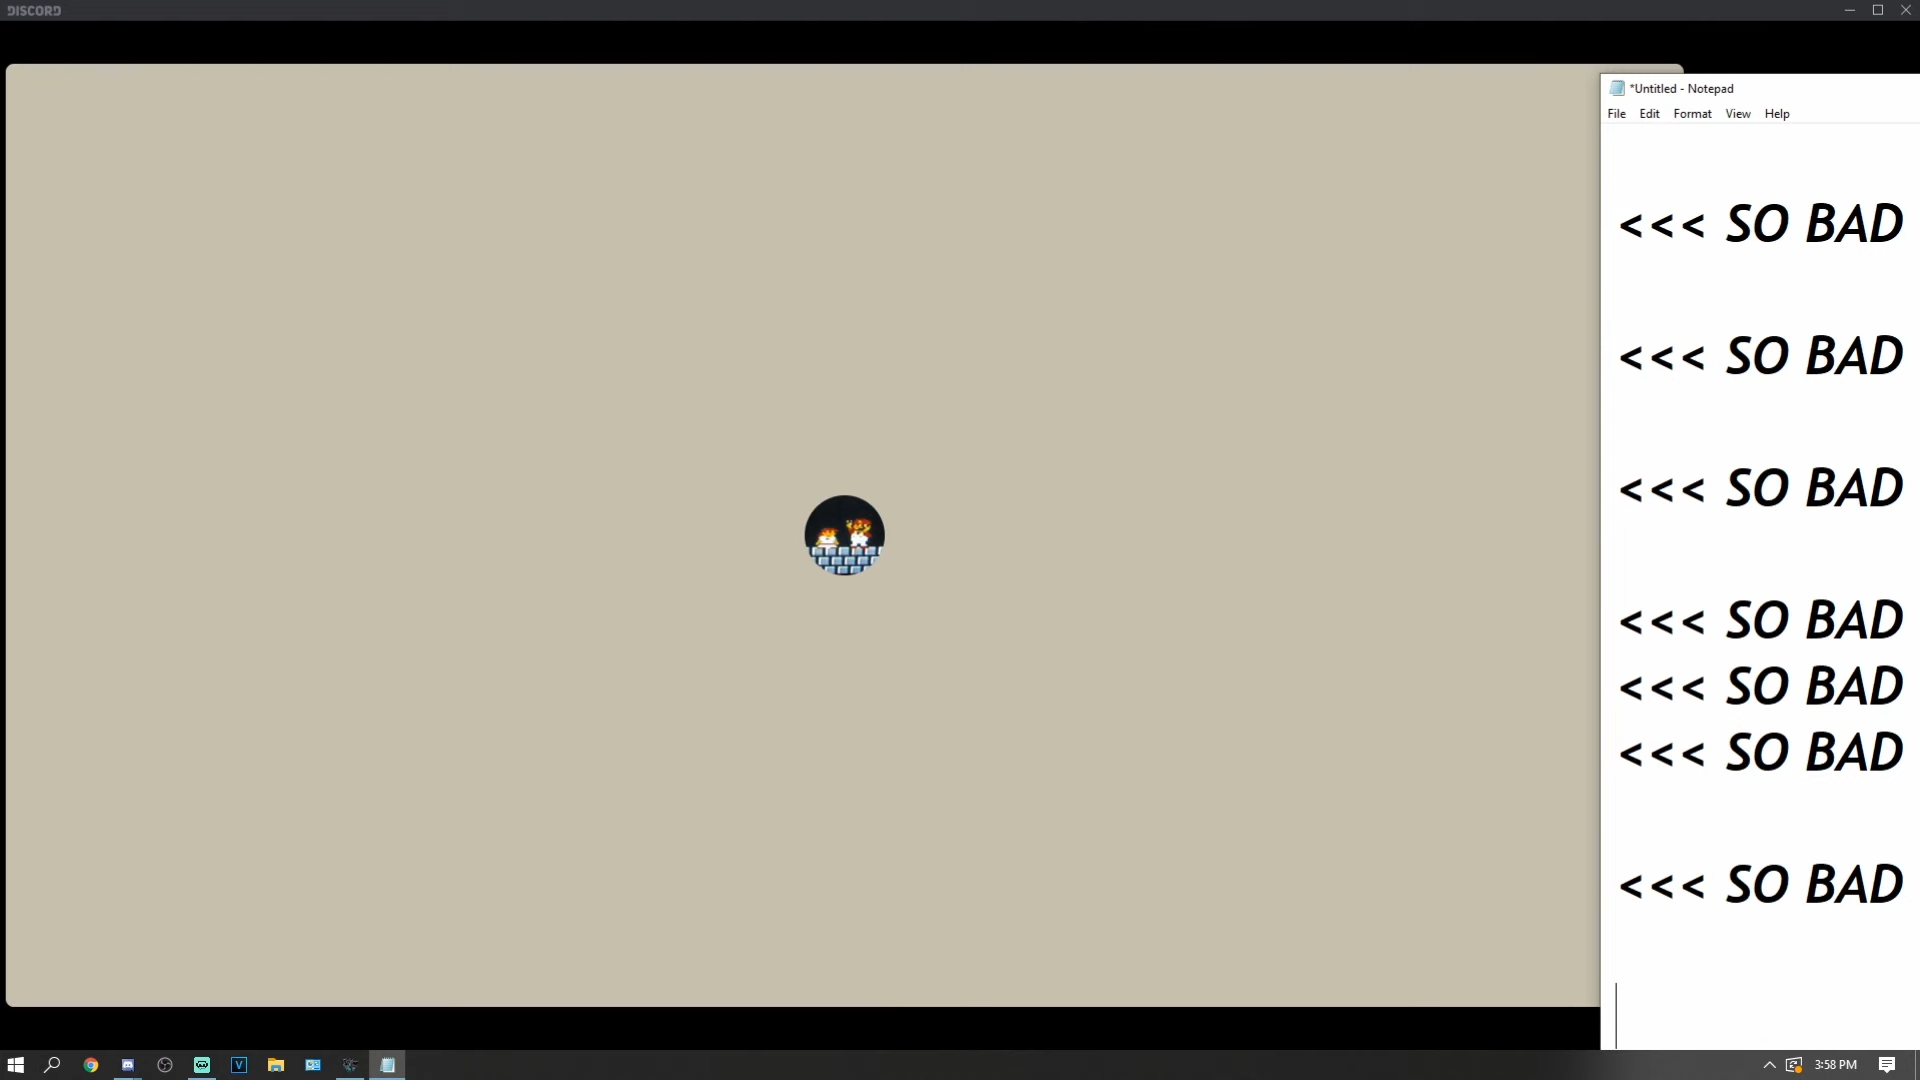 DISCORD
*Untitled - Notepad
File Edit Format View Help
<<< SO BAD
<<< SO BAD
<<< SO BAD
<<< SO BAD
<<< SO BAD
<<< SO BAD
<<< SO BAD
V
3:58 PM